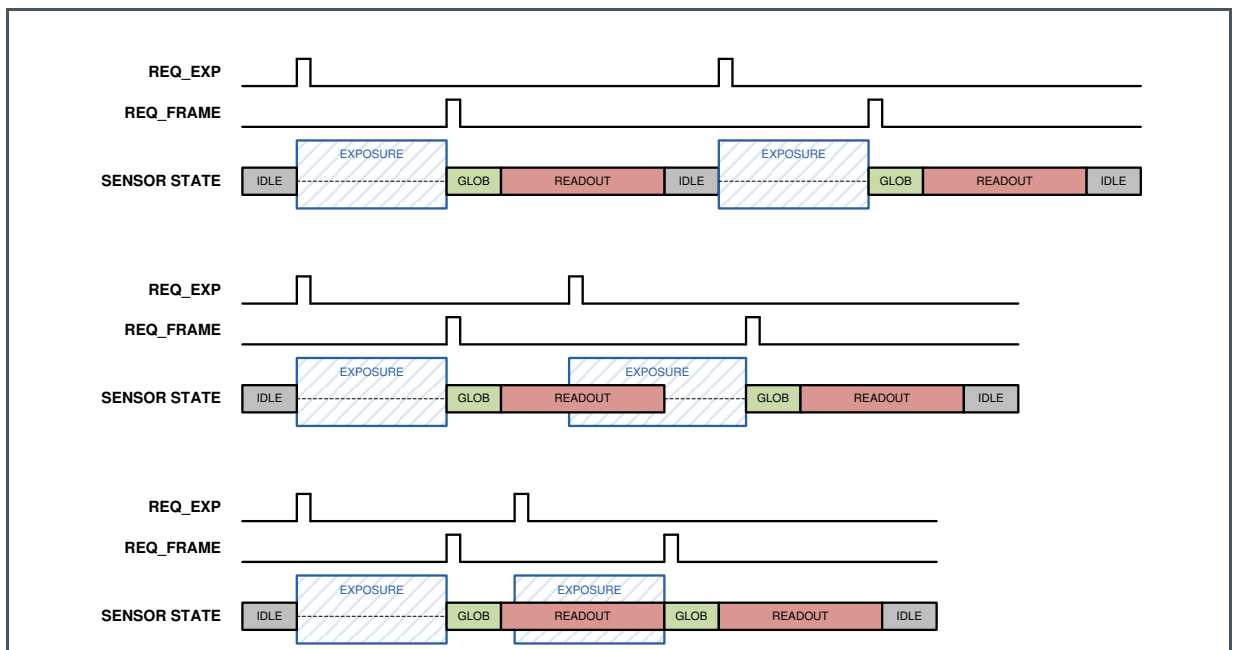 REQ_EXP
REQ_FRAME
EXPOSURE EXPOSURE
SENSOR STATE IDLE GLOB READOUT IDLE GLOB READOUT IDLE
REQ_EXP
REQ_FRAME
EXPOSURE EXPOSURE
SENSOR STATE IDLE GLOB READOUT GLOB READOUT IDLE
REQ_EXP
REQ_FRAME
EXPOSURE EXPOSURE
SENSOR STATE IDLE GLOB READOUT GLOB READOUT IDLE